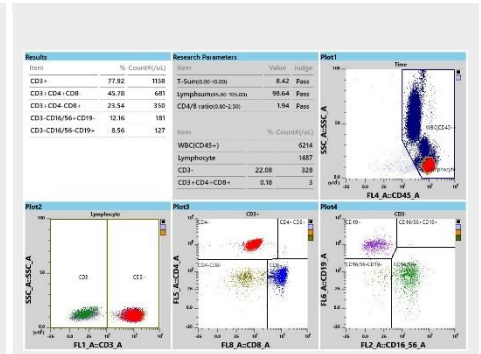 Results
Item % Count#(/uL)
CD3+ 77.92 1158
CD3+CD4+CD8- 45.78 681
CD3+CD4-CD8+ 23.54 350
CD3-CD16/56+CD19- 12.16 181
CD3-CD16/56-CD19+ 8.56 127
Research Parameters
Item Value Judge
T-Sum(0.00-10.00) 8.42 Pass
Lymphsum(95.00-105.00) 98.64 Pass
CD4/8 ratio(0.80-2.50) 1.94 Pass
Item % Count#(/uL)
WBC(CD45+) 6214
Lymphocyte 1487
CD3- 22.08 328
CD3+CD4+CD8+ 0.18 3
Plot1
Time
SSC_A::SSC_A
WBC(CD45-
FL4_A::CD45_A
Plot2
Lymphocyte
SSC_A::SSC_A
CD3
CD3-
FL1_A::CD3_A
Plot3
CD3+
FL5_A::CD4_A
CD4-
CD4-CD8-
CD8-
FL8_A::CD8_A
Plot4
CD3-
FL6_A::CD19_A
CD19-
CD16/56-CD19-
FL2_A::CD16_56_A